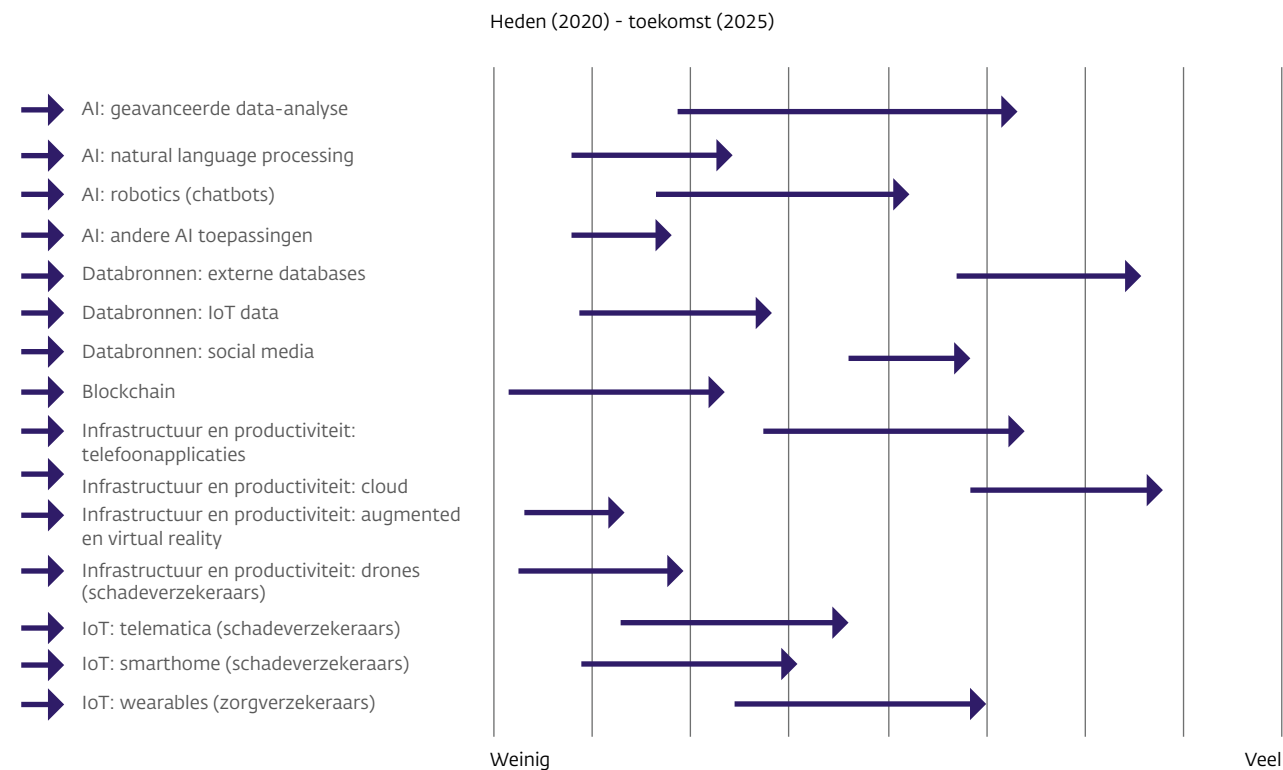 Heden (2020) - toekomst (2025)
AI: geavanceerde data-analyse
AI: natural language processing
AI: robotics (chatbots)
AI: andere AI toepassingen
Databronnen: externe databases
Databronnen: IoT data
Databronnen: social media
Blockchain
Infrastructuur en productiviteit:
telefoonapplicaties
Infrastructuur en productiviteit: cloud
Infrastructuur en productiviteit: augmented
en virtual reality
Infrastructuur en productiviteit: drones
(schadeverzekeraars)
IoT: telematica (schadeverzekeraars)
IoT: smarthome (schadeverzekeraars)
IoT: wearables (zorgverzekeraars)
Weinig
Veel